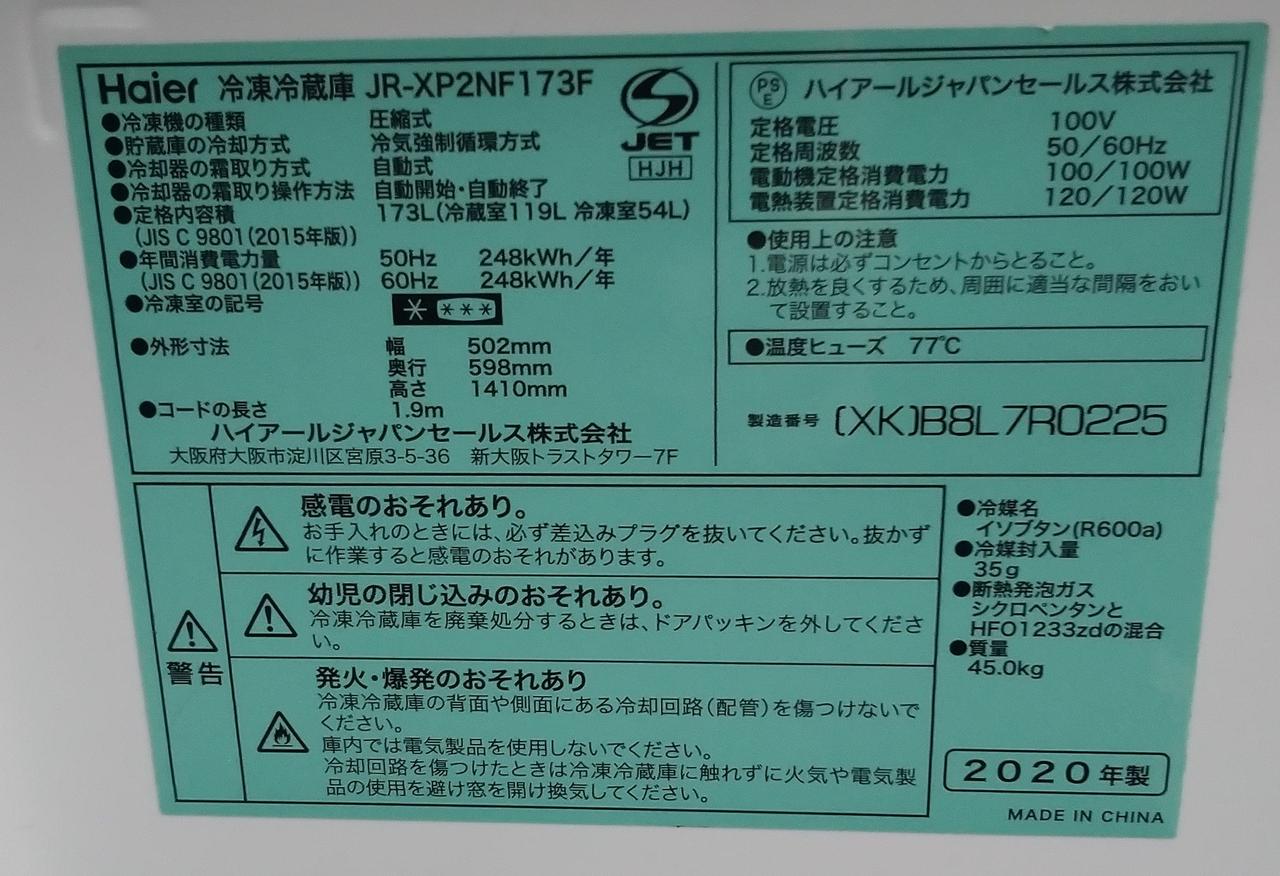 Haier 冷凍冷蔵庫 JR-XP2NF173F
●冷凍機の種類 圧縮式
●貯蔵庫の冷却方式 冷気強制循環方式
●冷却器の霜取り方式 自動式
●冷却器の霜取り操作方法 自動開始・自動終了
●定格内容積 173L(冷蔵室119L 冷凍室54L)
(JIS C 9801(2015年版))
●年間消費電力量 50Hz 248kWh/年
(JIS C 9801(2015年版)) 60Hz 248kWh/年
●冷凍室の記号 * ***
●外形寸法 幅 502mm
奥行 598mm
高さ 1410mm
●コードの長さ 1.9m
ハイアールジャパンセールス株式会社
大阪府大阪市淀川区宮原3-5-36 新大阪トラストタワー7F
JET
HJH
PS
E
ハイアールジャパンセールス株式会社
定格電圧 100V
定格周波数 50/60Hz
電動機定格消費電力 100/100W
電熱装置定格消費電力 120/120W
●使用上の注意
1.電源は必ずコンセントからとること。
2.放熱を良くするため、周囲に適当な間隔をおい
て設置すること。
●温度ヒューズ 77℃
製造番号 (XK)B8L7R0225
警告
感電のおそれあり。
お手入れのときには、必ず差込みプラグを抜いてください。抜かず
に作業すると感電のおそれがあります。
幼児の閉じ込みのおそれあり。
冷凍冷蔵庫を廃棄処分するときは、ドアパッキンを外してくださ
い。
発火・爆発のおそれあり
冷凍冷蔵庫の背面や側面にある冷却回路(配管)を傷つけないで
ください。
庫内では電気製品を使用しないでください。
冷却回路を傷つけたときは冷凍冷蔵庫に触れずに火気や電気製
品の使用を避け窓を開け換気してください。
●冷媒名
イソブタン(R600a)
●冷媒封入量
35g
●断熱発泡ガス
シクロペンタンと
HFO1233zdの混合
●質量
45.0kg
2020年製
MADE IN CHINA